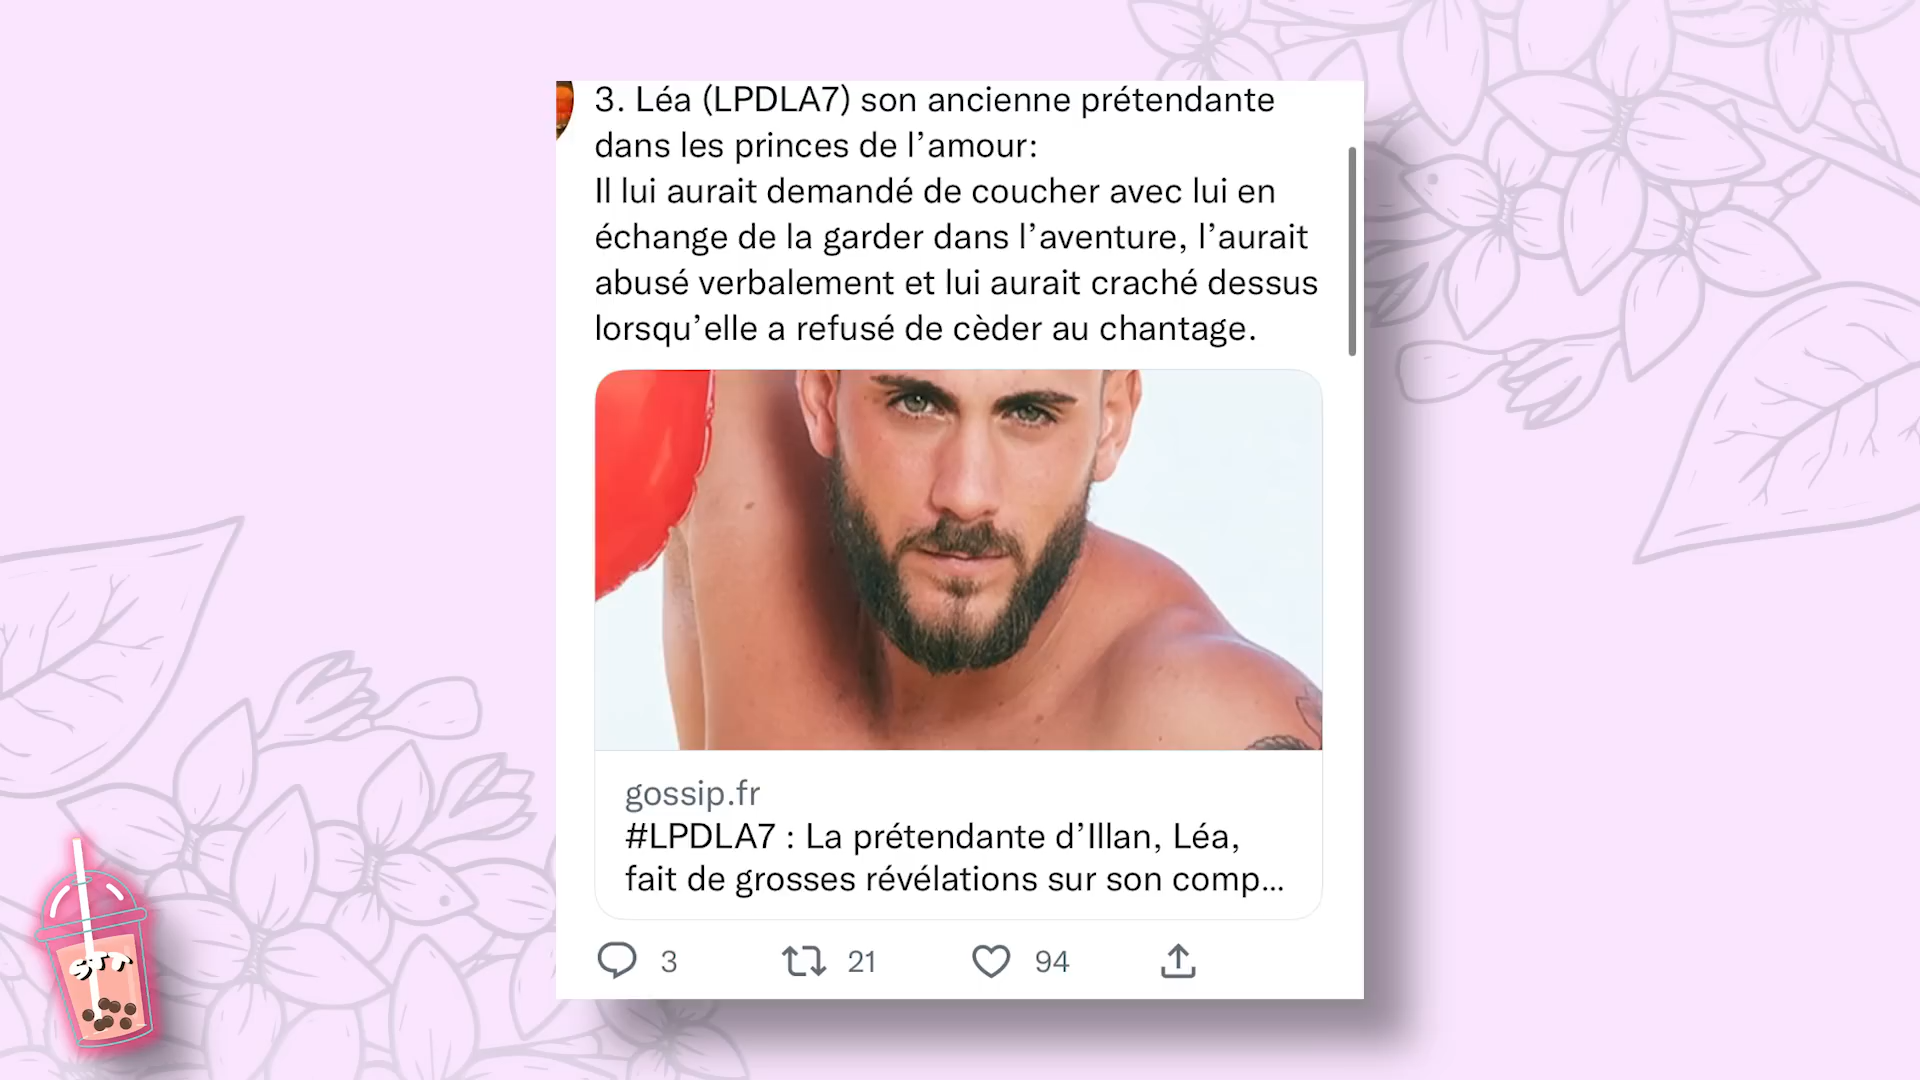 3. Léa (LPDLA7) son ancienne prétendante
dans les princes de l’amour:
Il lui aurait demandé de coucher avec lui en
échange de la garder dans l’aventure, l’aurait
abusé verbalement et lui aurait craché dessus
lorsqu’elle a refusé de cèder au chantage.
gossip.fr
#LPDLA7 : La prétendante d’Illan, Léa,
fait de grosses révélations sur son comp...
3 21 94
STT